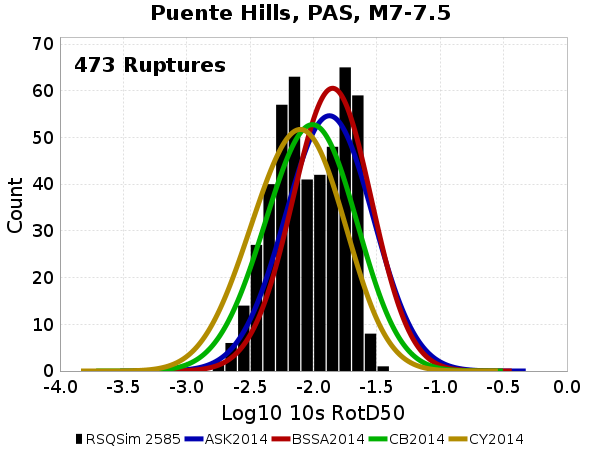 Puente Hills, PAS, M7-7.5
473 Ruptures
70
60
50
40
30
20
10
0
Count
-4.0 -3.5 -3.0 -2.5 -2.0 -1.5 -1.0 -0.5 0.0
Log10 10s RotD50
RSQSim 2585 ASK2014 BSSA2014 CB2014 CY2014